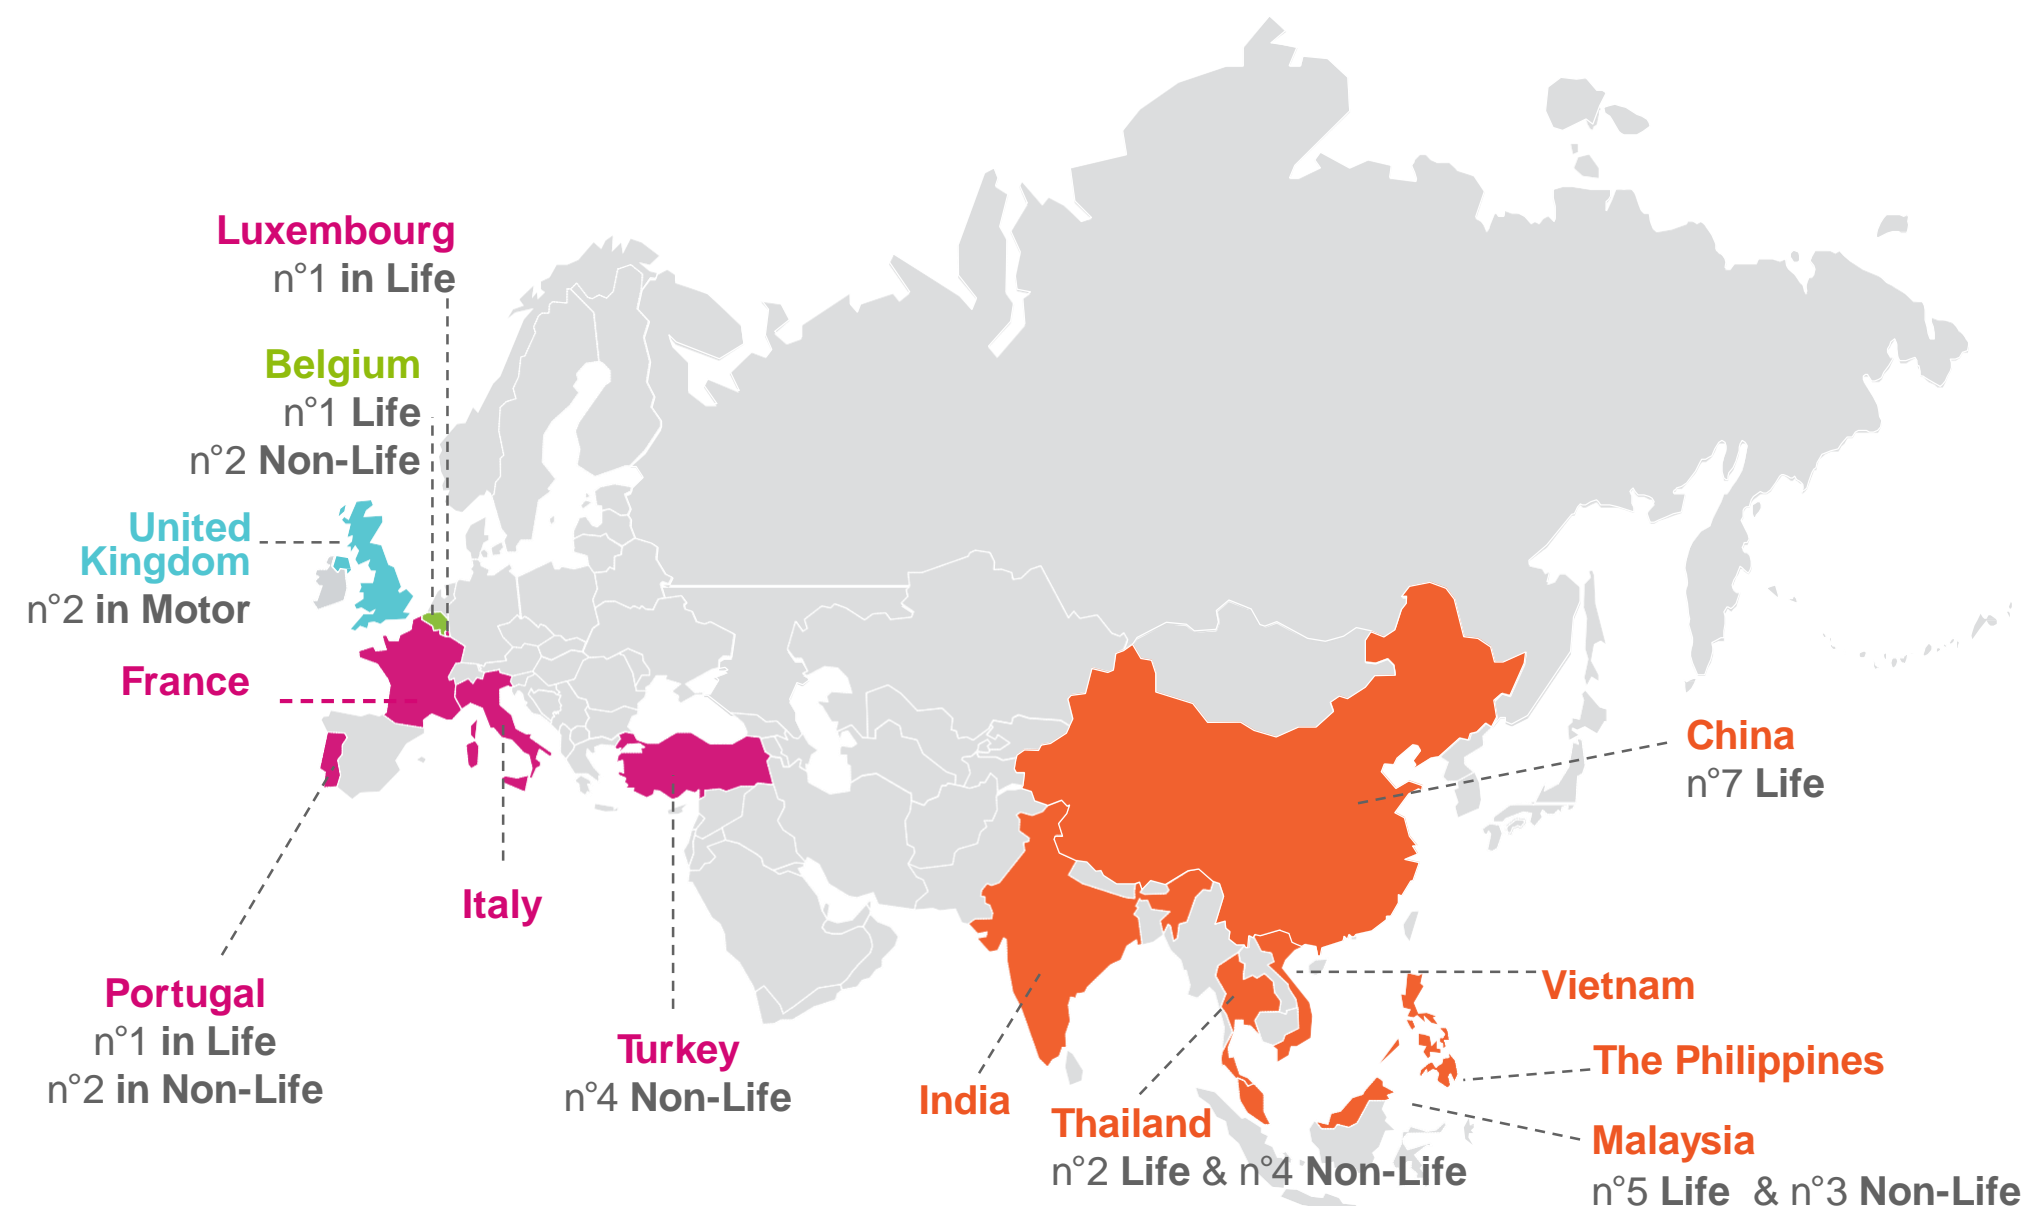 Luxembourg
n°1 in Life
Belgium
n°1 Life
n°2 Non-Life
United
Kingdom
n°2 in Motor
France
Italy
Portugal
n°1 in Life
n°2 in Non-Life
Turkey
n°4 Non-Life
China
n°7 Life
Vietnam
The Philippines
India
Thailand
n°2 Life & n°4 Non-Life
Malaysia
n°5 Life & n°3 Non-Life